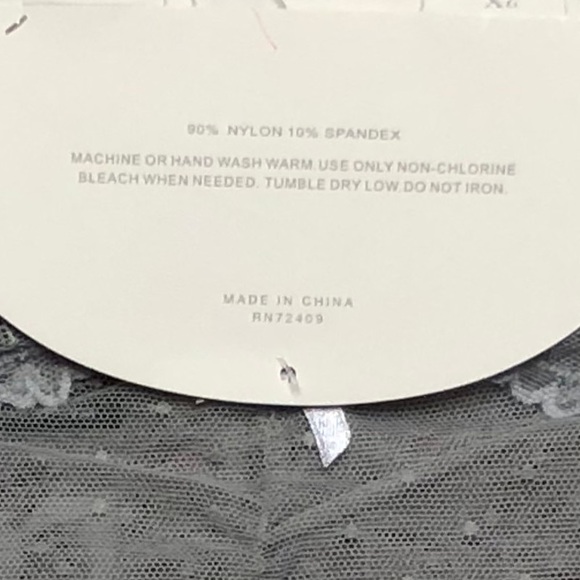 90% NYLON 10% SPANDEX
MACHINE OR HAND WASH WARM. USE ONLY NON-CHLORINE
BLEACH WHEN NEEDED. TUMBLE DRY LOW. DO NOT IRON.
MADE IN CHINA
RN72409